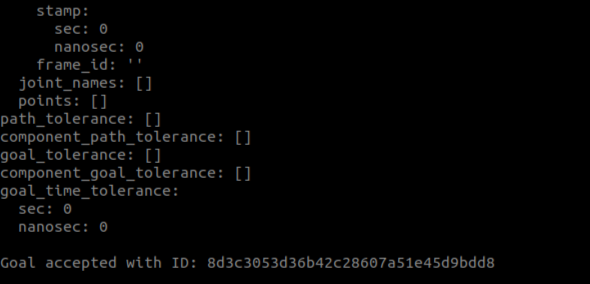 stamp:
sec: 0
nanosec: 0
frame_id: ''
joint_names: []
points: []
path_tolerance: []
component_path_tolerance: []
goal_tolerance: []
component_goal_tolerance: []
goal_time_tolerance:
sec: 0
nanosec: 0
Goal accepted with ID: 8d3c3053d36b42c28607a51e45d9bdd8